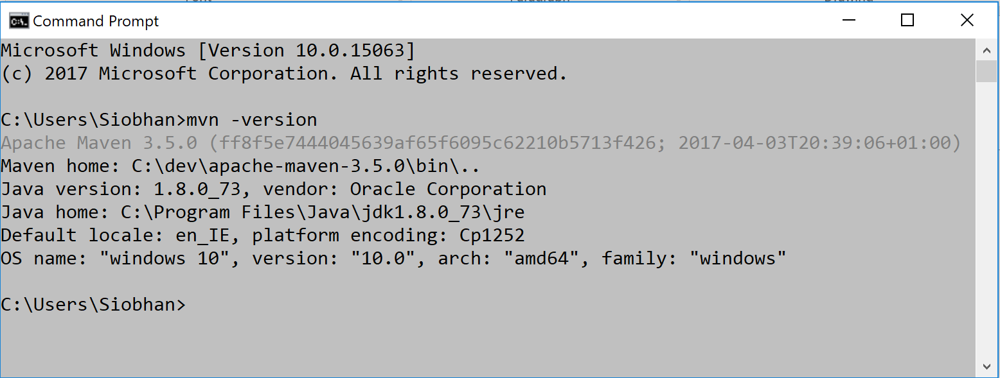 Command Prompt
Microsoft Windows [Version 10.0.15063]
(c) 2017 Microsoft Corporation. All rights reserved.
C:\Users\Siobhan>mvn -version
Apache Maven 3.5.0 (ff8f5e7444045639af65f6095c62210b5713f426; 2017-04-03T20:39:06+01:00)
Maven home: C:\dev\apache-maven-3.5.0\bin\..
Java version: 1.8.0_73, vendor: Oracle Corporation
Java home: C:\Program Files\Java\jdk1.8.0_73\jre
Default locale: en_IE, platform encoding: Cp1252
OS name: "windows 10", version: "10.0", arch: "amd64", family: "windows"
C:\Users\Siobhan>